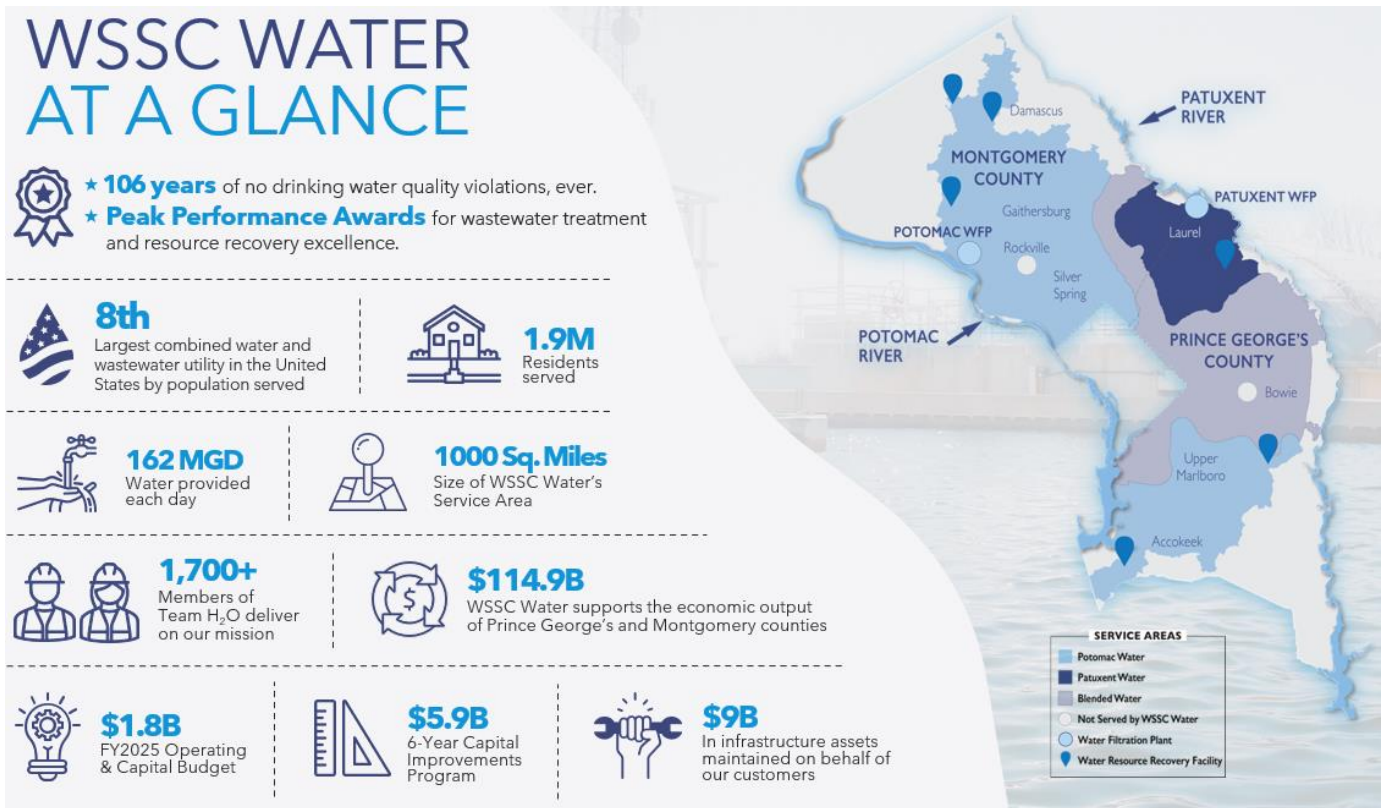 WSSC WATER
AT A GLANCE
★ 106 years of no drinking water quality violations, ever.
★ Peak Performance Awards for wastewater treatment
and resource recovery excellence.
8th
Largest combined water and
wastewater utility in the United
States by population served
1.9M
Residents
served
162 MGD
Water provided
each day
1000 Sq. Miles
Size of WSSC Water's
Service Area
1,700+
Members of
Team H₂O deliver
on our mission
$114.9B
WSSC Water supports the economic output
of Prince George's and Montgomery counties
$1.8B
FY2025 Operating
& Capital Budget
$5.9B
6-Year Capital
Improvements
Program
$9B
In infrastructure assets
maintained on behalf of
our customers
PATUXENT
RIVER
Damascus
MONTGOMERY
COUNTY
PATUXENT WFP
Gaithersburg
Laurel
POTOMAC WFP
Rockville
Silver
Spring
POTOMAC
RIVER
PRINCE GEORGE'S
COUNTY
Bowie
Upper
Marlboro
Accokeek
SERVICE AREAS
Potomac Water
Patuxent Water
Blended Water
Not Served by WSSC Water
Water Filtration Plant
Water Resource Recovery Facility